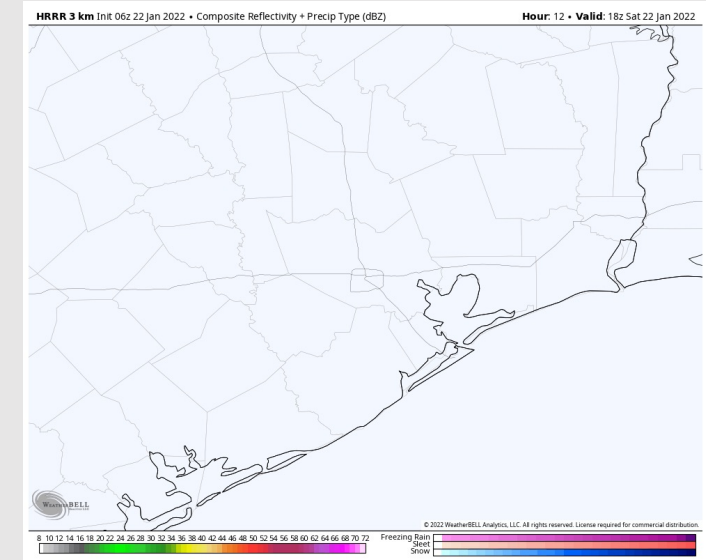 HRRR 3 km Init 06z 22 Jan 2022 • Composite Reflectivity + Precip Type (dBZ)
Hour: 12 • Valid: 18z Sat 22 Jan 2022
WeatherBELL
© 2022 WeatherBELL Analytics, LLC. All rights reserved. License required for commercial distribution.
8 10 12 14 16 18 20 22 24 26 28 30 32 34 36 38 40 42 44 46 48 50 52 54 56 58 60 62 64 66 68 70 72
Freezing Rain
Sleet
Snow